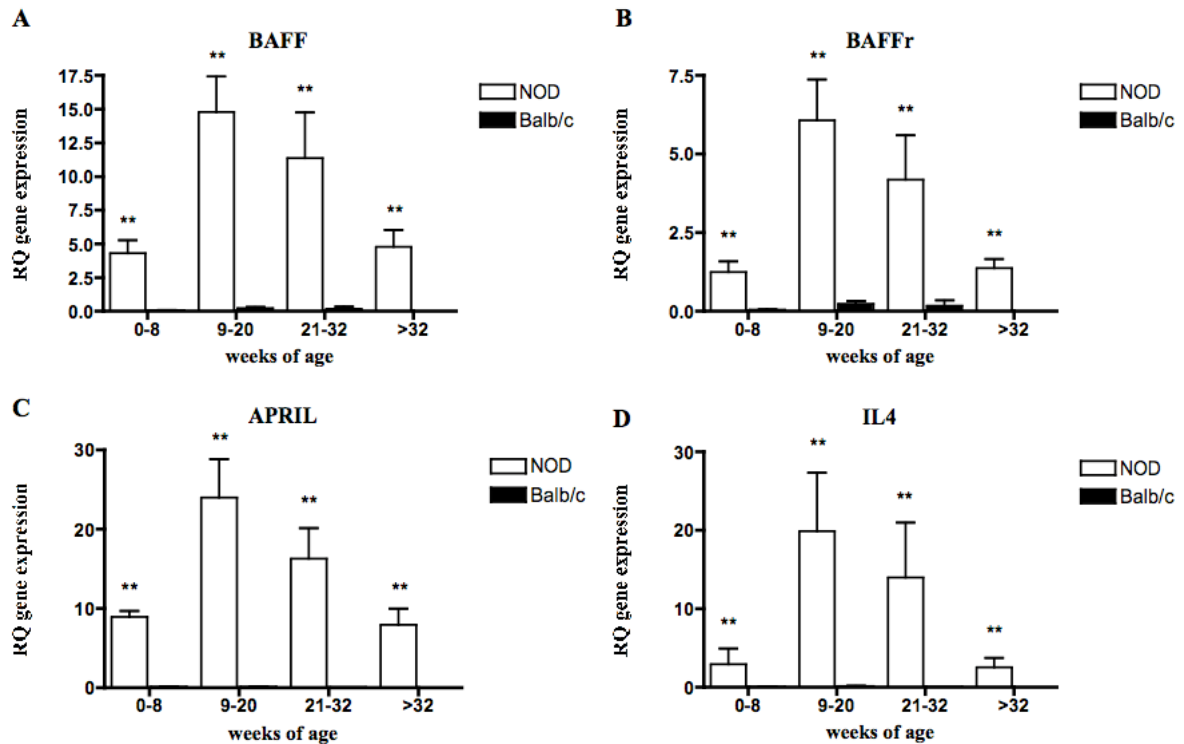 A
BAFF
**
**
**
**
17.5
15.0
12.5
10.0
7.5
5.0
2.5
0.0
RQ gene expression
0-8
9-20
21-32
>32
weeks of age
NOD
Balb/c
B
BAFFr
**
**
**
**
7.5
5.0
2.5
0.0
RQ gene expression
0-8
9-20
21-32
>32
weeks of age
NOD
Balb/c
C
APRIL
**
**
**
**
30
20
10
0
RQ gene expression
0-8
9-20
21-32
>32
weeks of age
NOD
Balb/c
D
IL4
**
**
**
**
30
20
10
0
RQ gene expression
0-8
9-20
21-32
>32
weeks of age
NOD
Balb/c